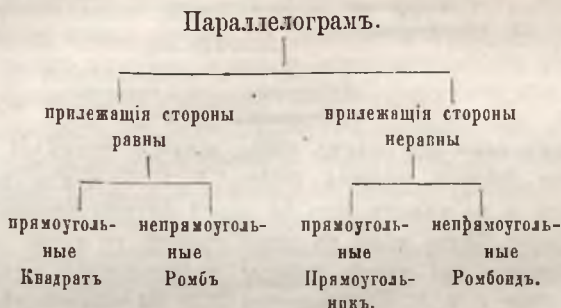 Параллелограмъ.
прилежащія стороны прилежащія стороны
равны неравны
прямоуголь- непрямоуголь- прямоуголь- непрямоуголь-
ные ные ные ные
Квадратъ Ромбъ Прямоуголь- Ромбоидъ.
никъ.